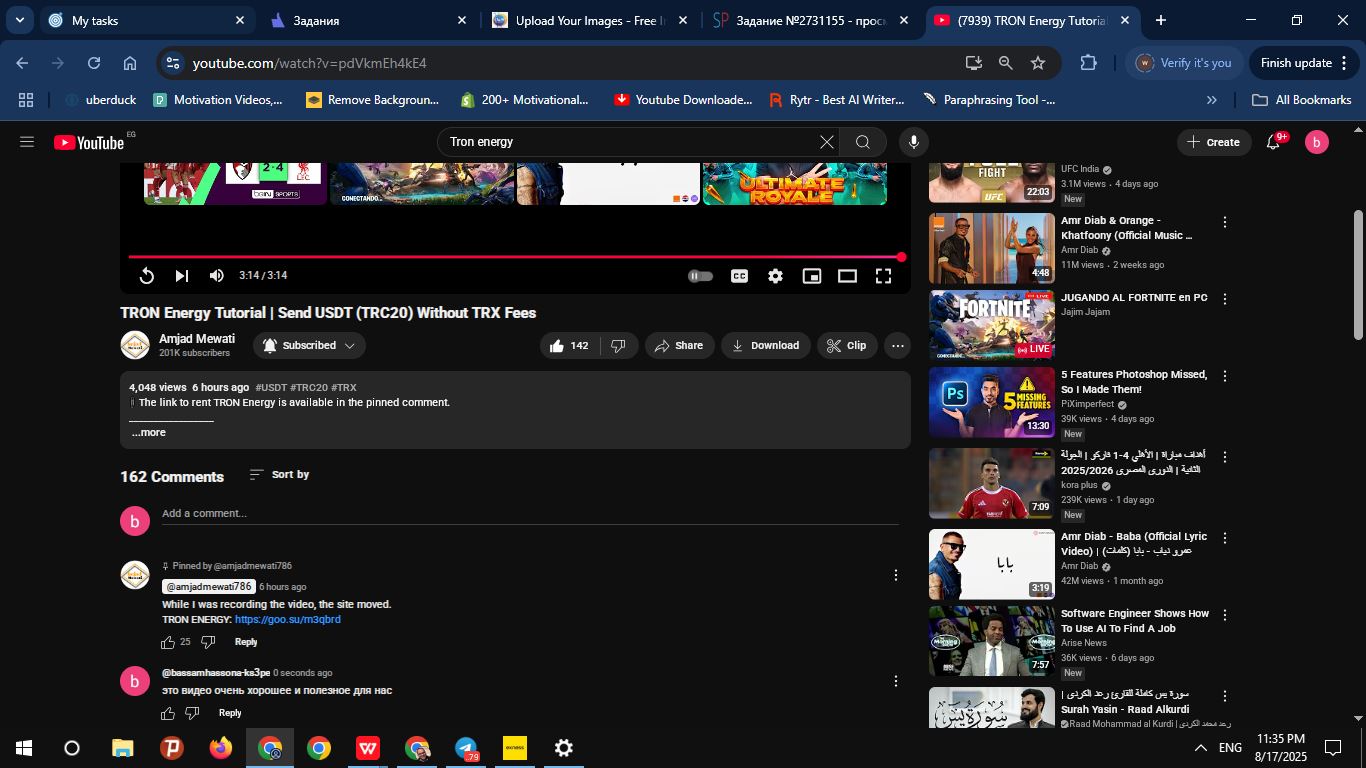 My tasks
Задания
Upload Your Images - Free I
Задание №2731155 - прос
(7939) TRON Energy Tutoria
youtube.com/watch?v=pdVkmEh4kE4
Verify it's you
Finish update
uberduck
Motivation Videos,...
Remove Backgroun...
200+ Motivational...
Youtube Downloade...
Rytr - Best AI Writer...
Paraphrasing Tool -...
All Bookmarks
YouTube EG
Tron energy
Create
9+
b
2-4
LFC
beIN SPORTS
CONECTANDO...
ULTIMATE
ROYALE
3:14 / 3:14
CC
TRON Energy Tutorial | Send USDT (TRC20) Without TRX Fees
Amjad Mewati
201K subscribers
Subscribed
142
Share
Download
Clip
4,048 views 6 hours ago #USDT #TRC20 #TRX
The link to rent TRON Energy is available in the pinned comment.
...more
162 Comments
Sort by
b
Add a comment...
Pinned by @amjadmewati786
@amjadmewati786 6 hours ago
While I was recording the video, the site moved.
TRON ENERGY: https://goo.su/m3qbrd
25
Reply
b
@bassamhassona-ks3pe 0 seconds ago
это видео очень хорошее и полезное для нас
Reply
FIGHT
UFC
22:03
UFC India
3.1M views · 4 days ago
New
4:48
Amr Diab & Orange -
Khatfoony (Official Music ...
Amr Diab
11M views · 2 weeks ago
LIVE
FORTNITE
CONECTANDO...
LIVE
JUGANDO AL FORTNITE en PC
Jajim Jajam
Ps
5 MISSING
FEATURES
13:30
5 Features Photoshop Missed,
So I Made Them!
PiXimperfect
39K views · 4 days ago
New
7:09
أهداف مباراة | الأهلي 4-1 فاركو | الجولة
الثانية | الدوري المصري 2025/2026
kora plus
239K views · 1 day ago
New
بابا
3:19
Amr Diab - Baba (Official Lyric
Video) | عمرو دياب - بابا (كلمات)
Amr Diab
42M views · 1 month ago
Morning
Morning
7:57
Software Engineer Shows How
To Use AI To Find A Job
Arise News
36K views · 6 days ago
New
سورة يس كاملة للقارئ رعد الكردي |
Surah Yasin - Raad Alkurdi
Raad Mohammad al Kurdi | رعد محمد الكردي
79
exness
ENG
11:35 PM
8/17/2025